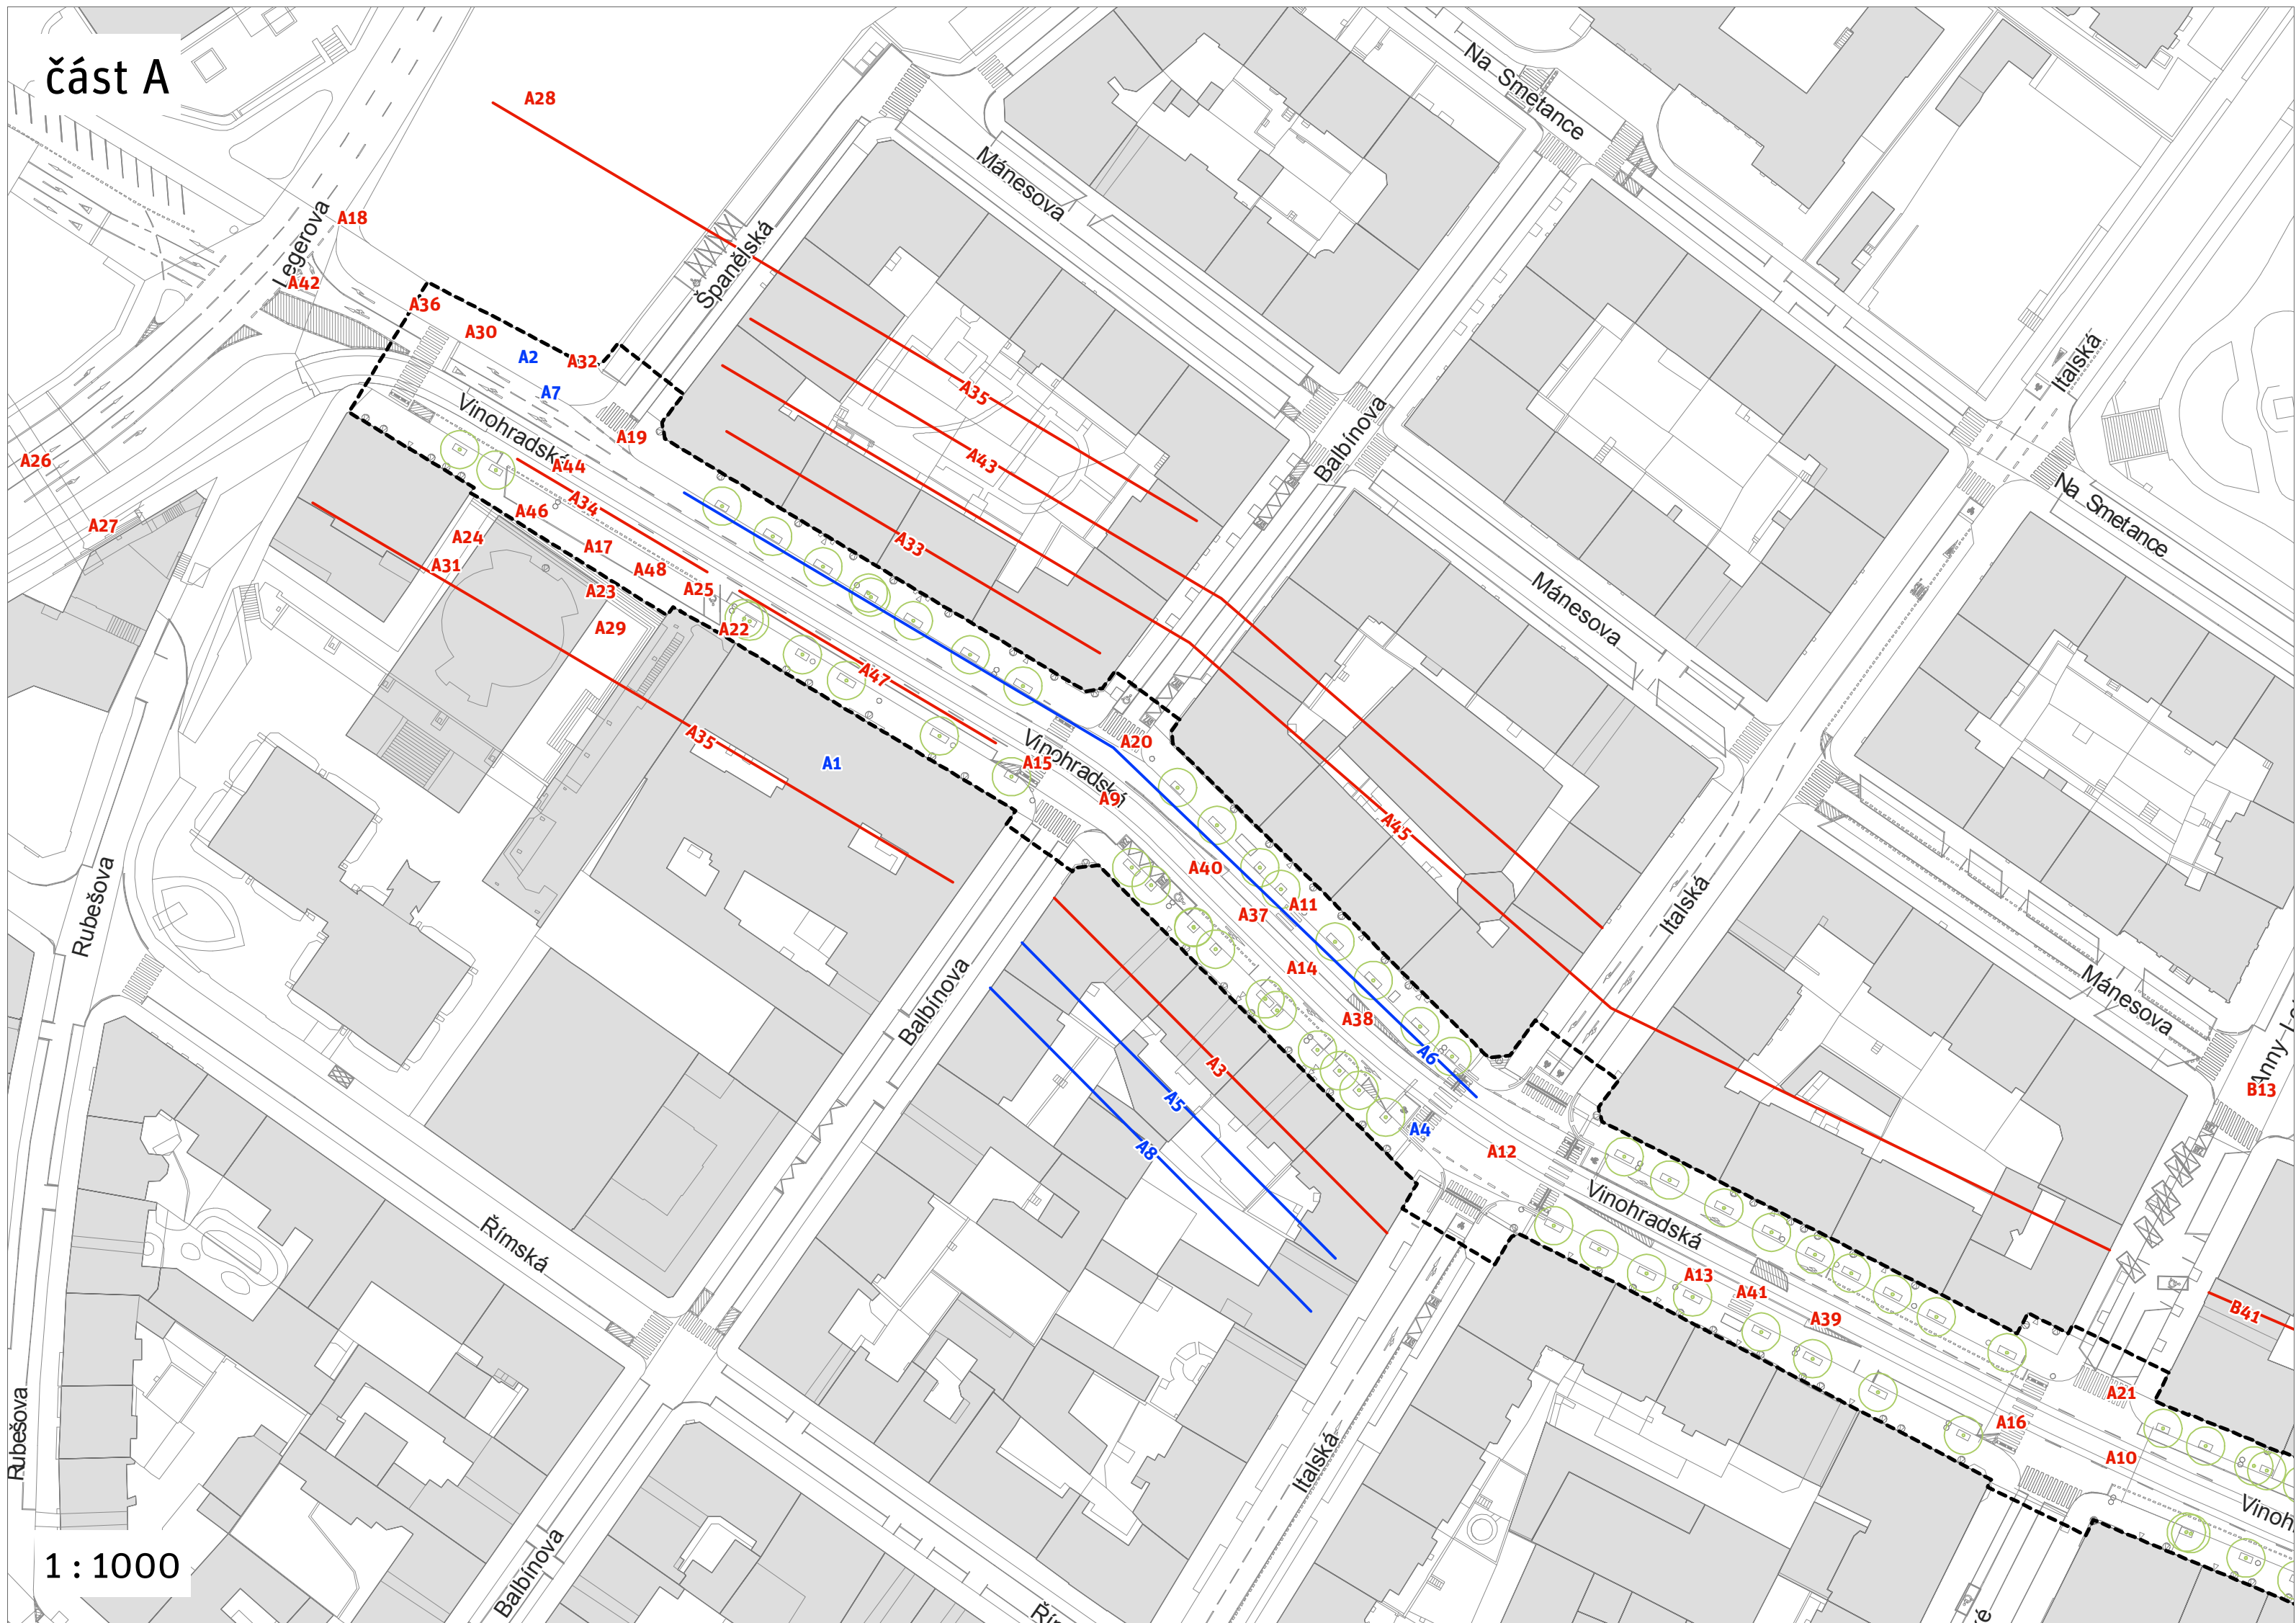 část A
A28
Na Smetance
Mánesova
Legerova
A18
Španělská
A42
A36
A30
A2
A32
A7
Italská
Vinohradská
A35
A19
Balbínova
A43
A44
A26
A34
A46
A27
A24
A17
A33
Na Smetance
A31
A48
A25
A23
A29
A22
Mánesova
A47
A35
A1
Vinohradská
A20
A15
A9
A45
Rubešova
A40
A11
A37
Italská
A14
Balbínova
Mánesova
A38
A6
A3
A5
A4
A8
A12
B13
Římská
Vinohradská
A13
A41
A39
B41
A21
A16
A10
Rubešova
Italská
Balbínova
1 : 1000